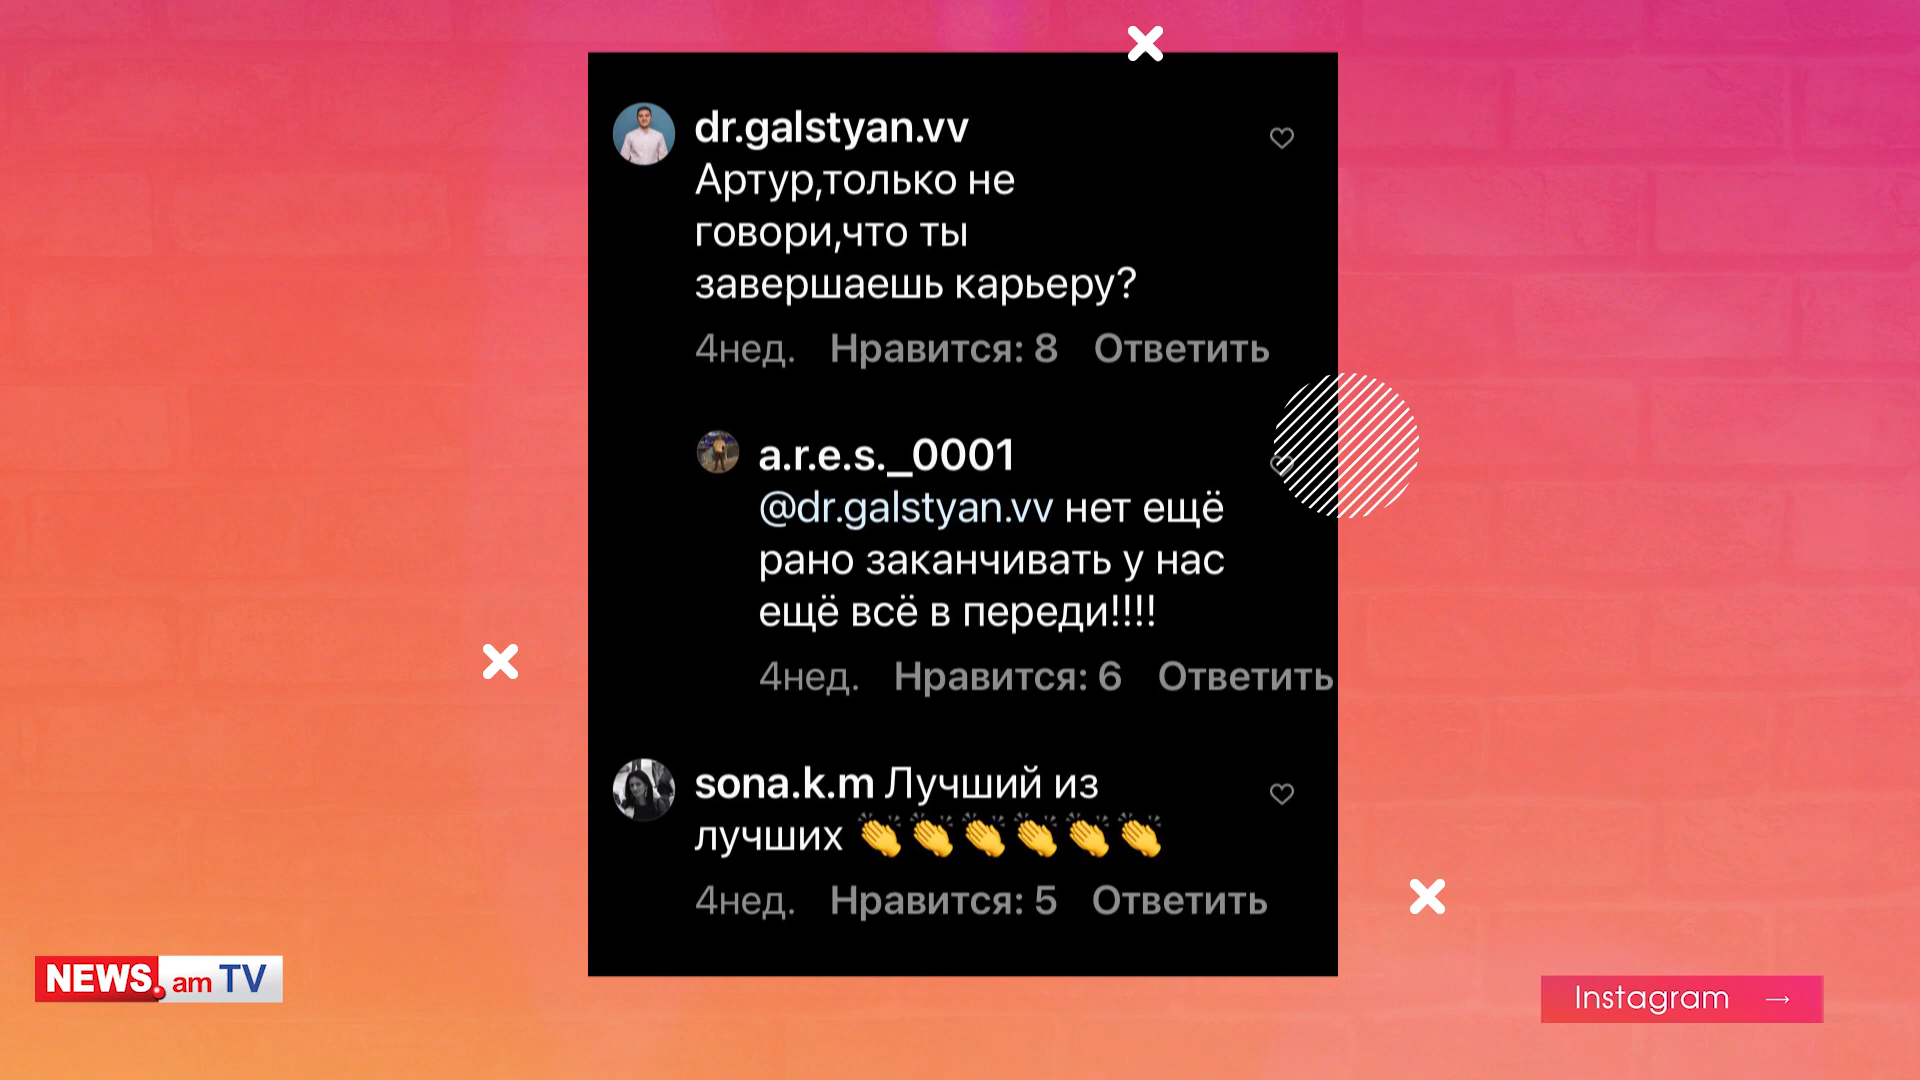 dr.galstyan.vv
Артур,только не
говори,что ты
завершаешь карьеру?
4нед. Нравится: 8 Ответить
a.r.e.s._0001
@dr.galstyan.vv нет ещё
рано заканчивать у нас
ещё всё в переди!!!!
4нед. Нравится: 6 Ответить
sona.k.m Лучший из
лучших 👏👏👏👏👏👏
4нед. Нравится: 5 Ответить
NEWS.am TV
Instagram →